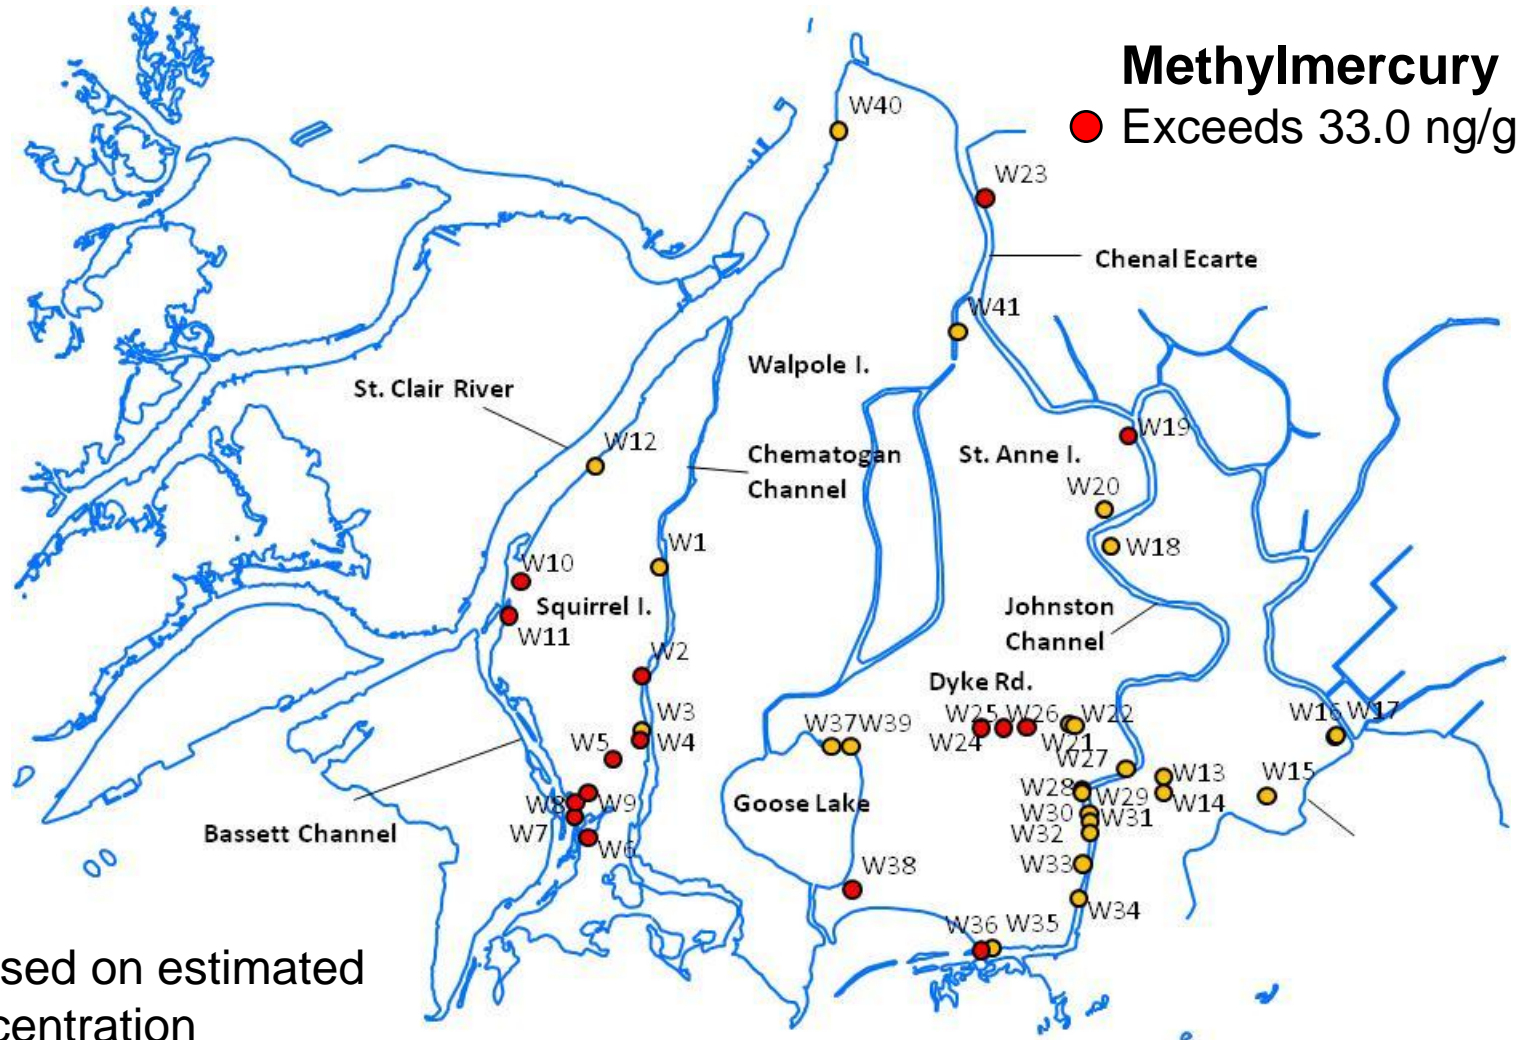 Methylmercury
Exceeds 33.0 ng/g
W40
W23
Chenal Ecarte
W41
Walpole I.
St. Clair River
W12
Chematogan
Channel
St. Anne I.
W19
W20
W18
W1
W10
Squirrel I.
W11
Johnston
Channel
W2
Dyke Rd.
W3
W4
W5
W37 W39
W25 W26 W22
W24 W21
W16 W17
W27
W13
W14
W15
W28
W29
W30
W31
W32
W33
W34
Goose Lake
W8 W9
W7
W6
Bassett Channel
W38
W36 W35
sed on estimated
centration